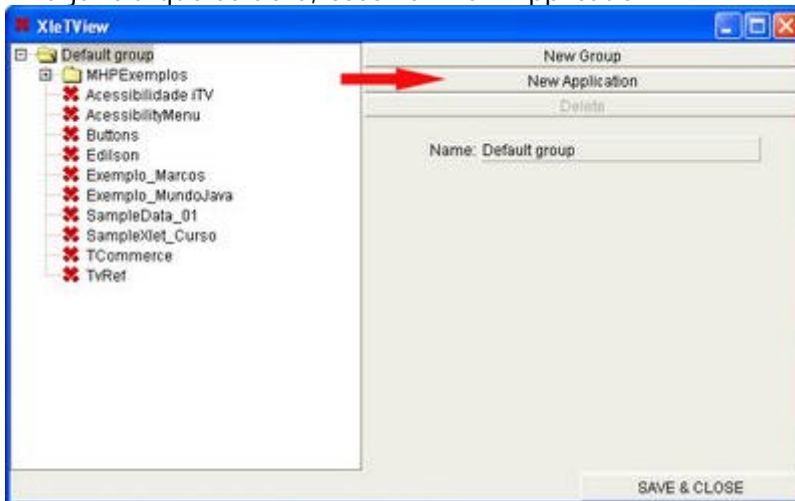 XleTView
Default group
MHPExemplos
Acessibilidade iTV
AcessibilityMenu
Buttons
Edilson
Exemplo_Marcos
Exemplo_MundoJava
SampleData_01
SampleXlet_Curso
TCommerce
TvRef
New Group
New Application
Delete
Name: Default group
SAVE & CLOSE